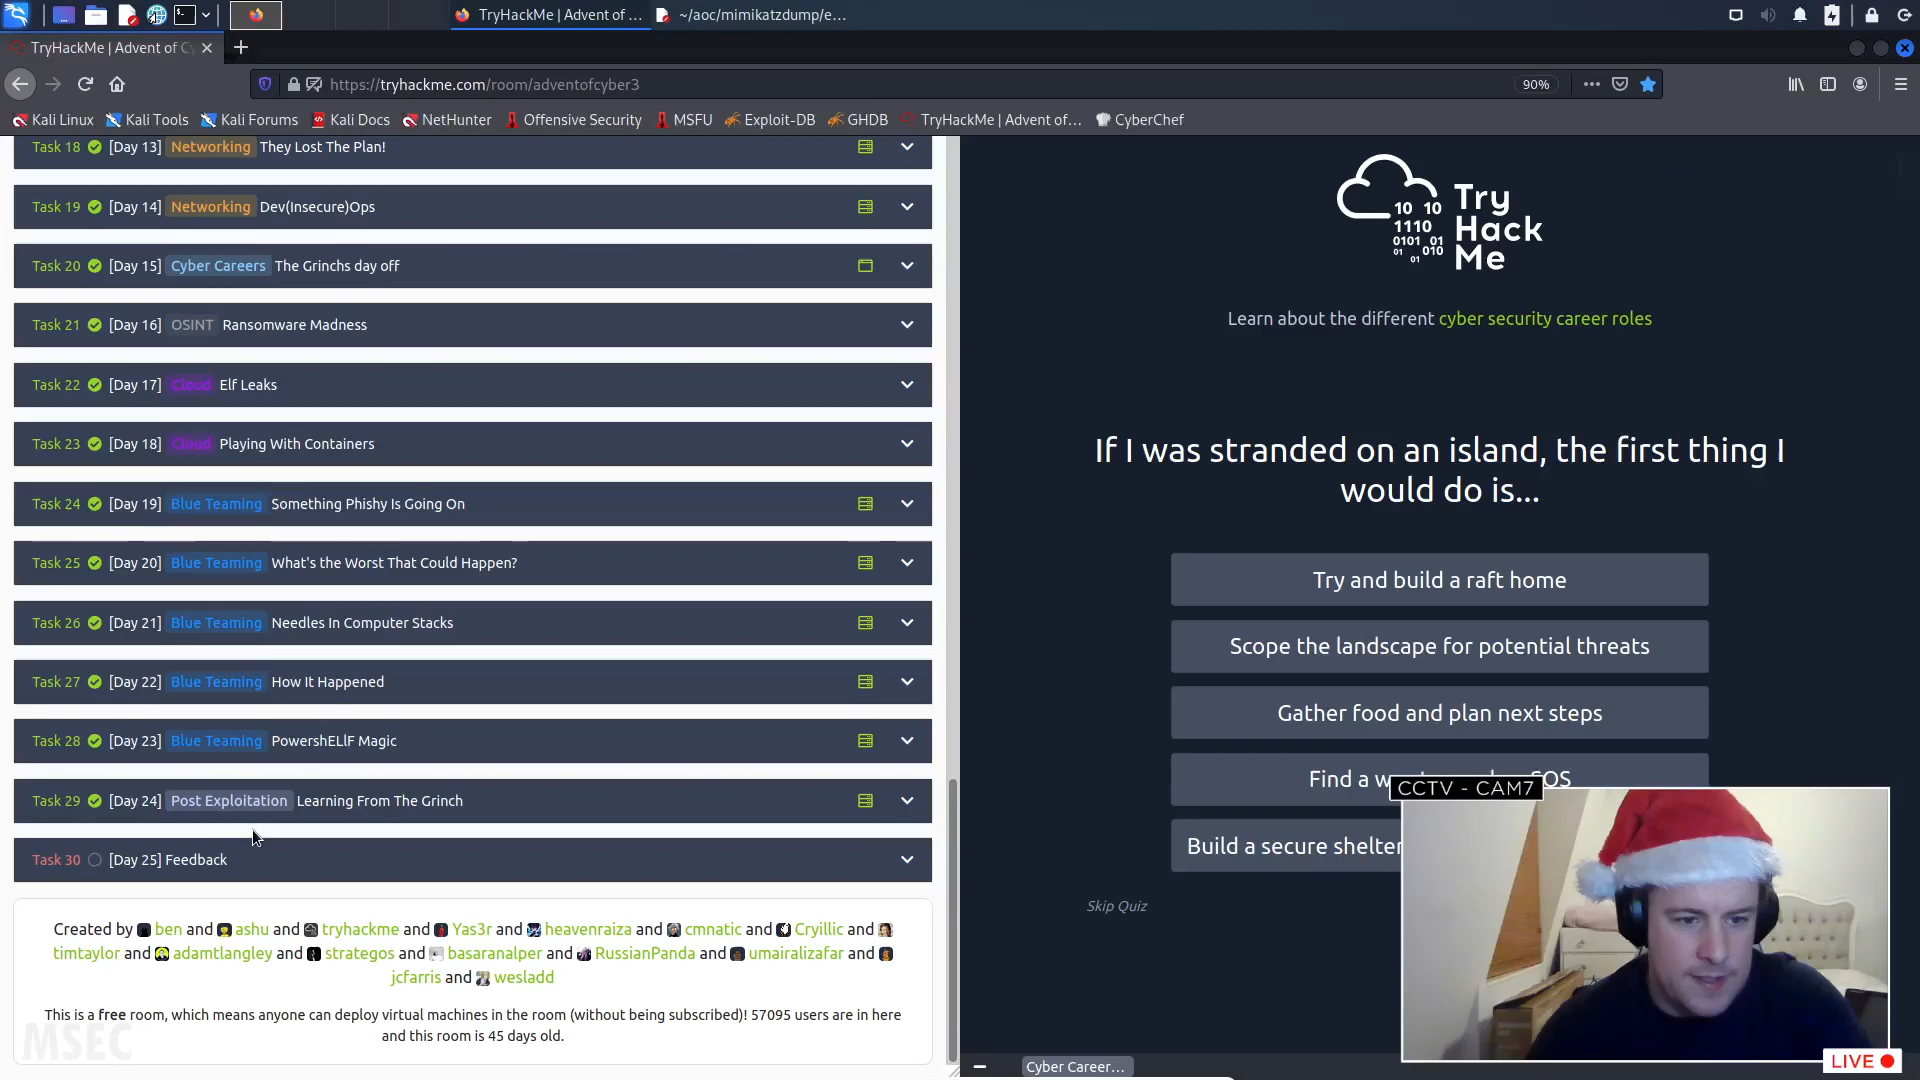 TryHackMe | Advent of ...
~/aoc/mimikatzdump/e...
TryHackMe | Advent of Cy
https://tryhackme.com/room/adventofcyber3
90%
Kali Linux
Kali Tools
Kali Forums
Kali Docs
NetHunter
Offensive Security
MSFU
Exploit-DB
GHDB
TryHackMe | Advent of...
CyberChef
Task 18 [Day 13] Networking They Lost The Plan!
Task 19 [Day 14] Networking Dev(Insecure)Ops
Task 20 [Day 15] Cyber Careers The Grinchs day off
Task 21 [Day 16] OSINT Ransomware Madness
Task 22 [Day 17] Cloud Elf Leaks
Task 23 [Day 18] Cloud Playing With Containers
Task 24 [Day 19] Blue Teaming Something Phishy Is Going On
Task 25 [Day 20] Blue Teaming What's the Worst That Could Happen?
Task 26 [Day 21] Blue Teaming Needles In Computer Stacks
Task 27 [Day 22] Blue Teaming How It Happened
Task 28 [Day 23] Blue Teaming PowershELlF Magic
Task 29 [Day 24] Post Exploitation Learning From The Grinch
Task 30 [Day 25] Feedback
Created by ben and ashu and tryhackme and Yas3r and heavenraiza and cmnatic and Cryillic and
timtaylor and adamtlangley and strategos and basaranalper and RussianPanda and umairalizafar and
jcfarris and wesladd
This is a free room, which means anyone can deploy virtual machines in the room (without being subscribed)! 57095 users are in here
and this room is 45 days old.
MSEC
10 10
1110
0101 01
01 010
01
Try
Hack
Me
Learn about the different cyber security career roles
If I was stranded on an island, the first thing I
would do is...
Try and build a raft home
Scope the landscape for potential threats
Gather food and plan next steps
Find a SOS
Build a secure shelter
Skip Quiz
CCTV - CAM7
LIVE
Cyber Career...